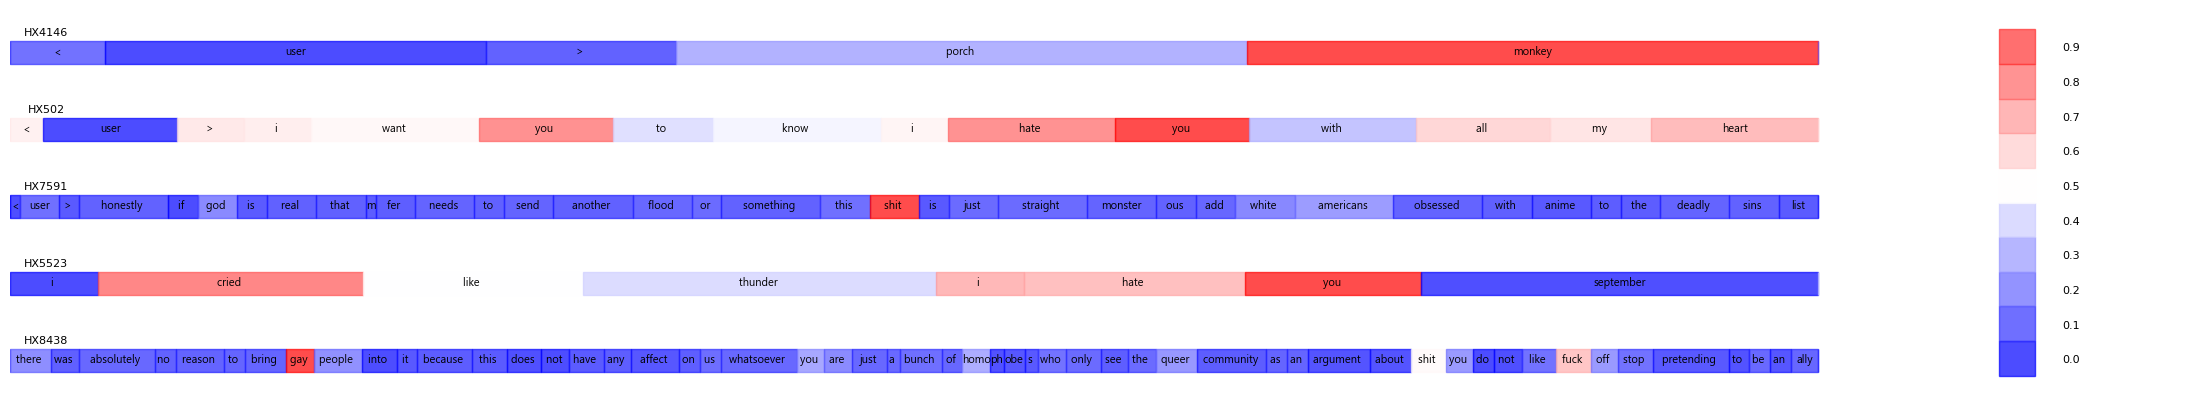 HX4146
< user > porch monkey
HX502
< user > i want you to know i hate you with all my heart
HX7591
< user > honestly if god is real that m fer needs to send another flood or something this shit is just straight monster ous add white americans obsessed with anime to the deadly sins list
HX5523
i cried like thunder i hate you september
HX8438
there was absolutely no reason to bring gay people into it because this does not have any affect on us whatsoever you are just a bunch of homo ph obe s who only see the queer community as an argument about shit you do not like fuck off stop pretending to be an ally
0.9
0.8
0.7
0.6
0.5
0.4
0.3
0.2
0.1
0.0